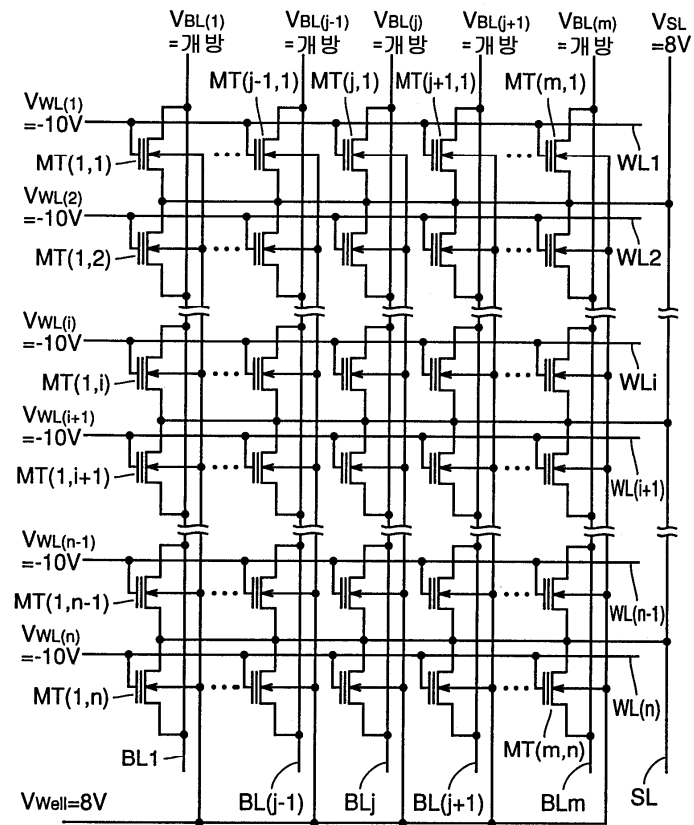 VBL(1) VBL(j-1) VBL(j) VBL(j+1) VBL(m) VSL
=개방 =개방 =개방 =개방 =개방 =8V
MT(j-1,1) MT(j,1) MT(j+1,1) MT(m,1)
VWL(1)
=-10V
MT(1,1) WL1
VWL(2)
=-10V
MT(1,2) WL2
VWL(i)
=-10V
MT(1,i) WLi
VWL(i+1)
=-10V
MT(1,i+1) WL(i+1)
VWL(n-1)
=-10V
MT(1,n-1) WL(n-1)
VWL(n)
=-10V
MT(1,n) WL(n)
MT(m,n)
BL1 BL(j-1) BLj BL(j+1) BLm SL
VWell=8V